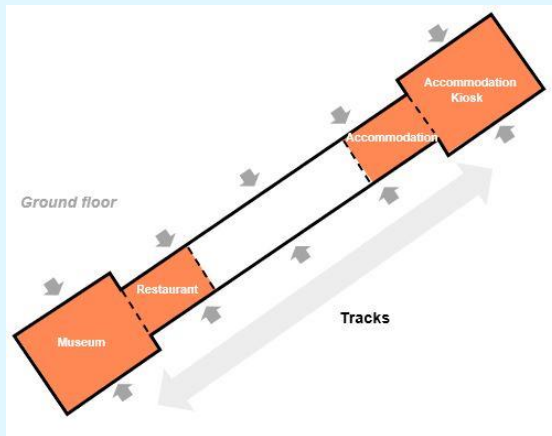 Accommodation
Kiosk
Accommodation
Ground floor
Restaurant
Tracks
Museum